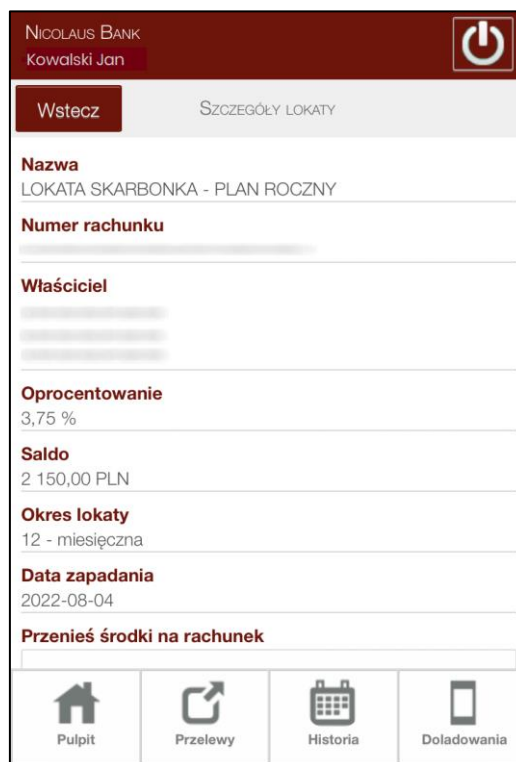 Nicolaus Bank
Kowalski Jan
Wstecz
Szczegóły lokaty
Nazwa
LOKATA SKARBONKA - PLAN ROCZNY
Numer rachunku
Właściciel
Oprocentowanie
3,75 %
Saldo
2 150,00 PLN
Okres lokaty
12 - miesięczna
Data zapadania
2022-08-04
Przenieś środki na rachunek
Pulpit
Przelewy
Historia
Doladowania